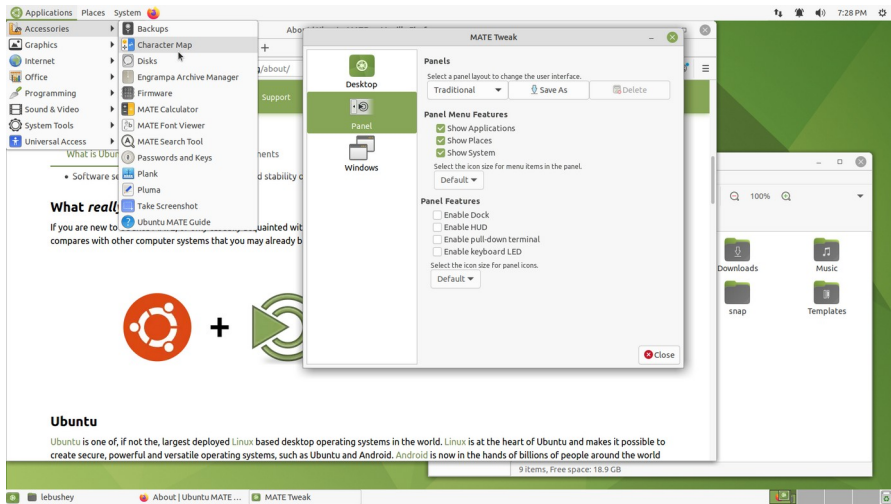 Applications Places System 7:28 PM
Accessories
Graphics
Internet
Office
Programming
Sound & Video
System Tools
Universal Access
Backups
Character Map
Disks
Engrampa Archive Manager
Firmware
MATE Calculator
MATE Font Viewer
MATE Search Tool
Passwords and Keys
Plank
Pluma
Take Screenshot
Ubuntu MATE Guide
/about/
Support
What is Ubun
Software se
d stability o
What really
If you are new to
quainted wit
compares with other computer systems that you may already b
Ubuntu
Ubuntu is one of, if not the, largest deployed Linux based desktop operating systems in the world. Linux is at the heart of Ubuntu and makes it possible to
create secure, powerful and versatile operating systems, such as Ubuntu and Android. Android is now in the hands of billions of people around the world
MATE Tweak
Desktop
Panel
Windows
Panels
Select a panel layout to change the user interface.
Traditional Save As Delete
Panel Menu Features
Show Applications
Show Places
Show System
Select the icon size for menu items in the panel.
Default
Panel Features
Enable Dock
Enable HUD
Enable pull-down terminal
Enable keyboard LED
Select the icon size for panel icons.
Default
Close
100%
Downloads Music
snap Templates
9 items, Free space: 18.9 GB
lebushey About | Ubuntu MATE ... MATE Tweak